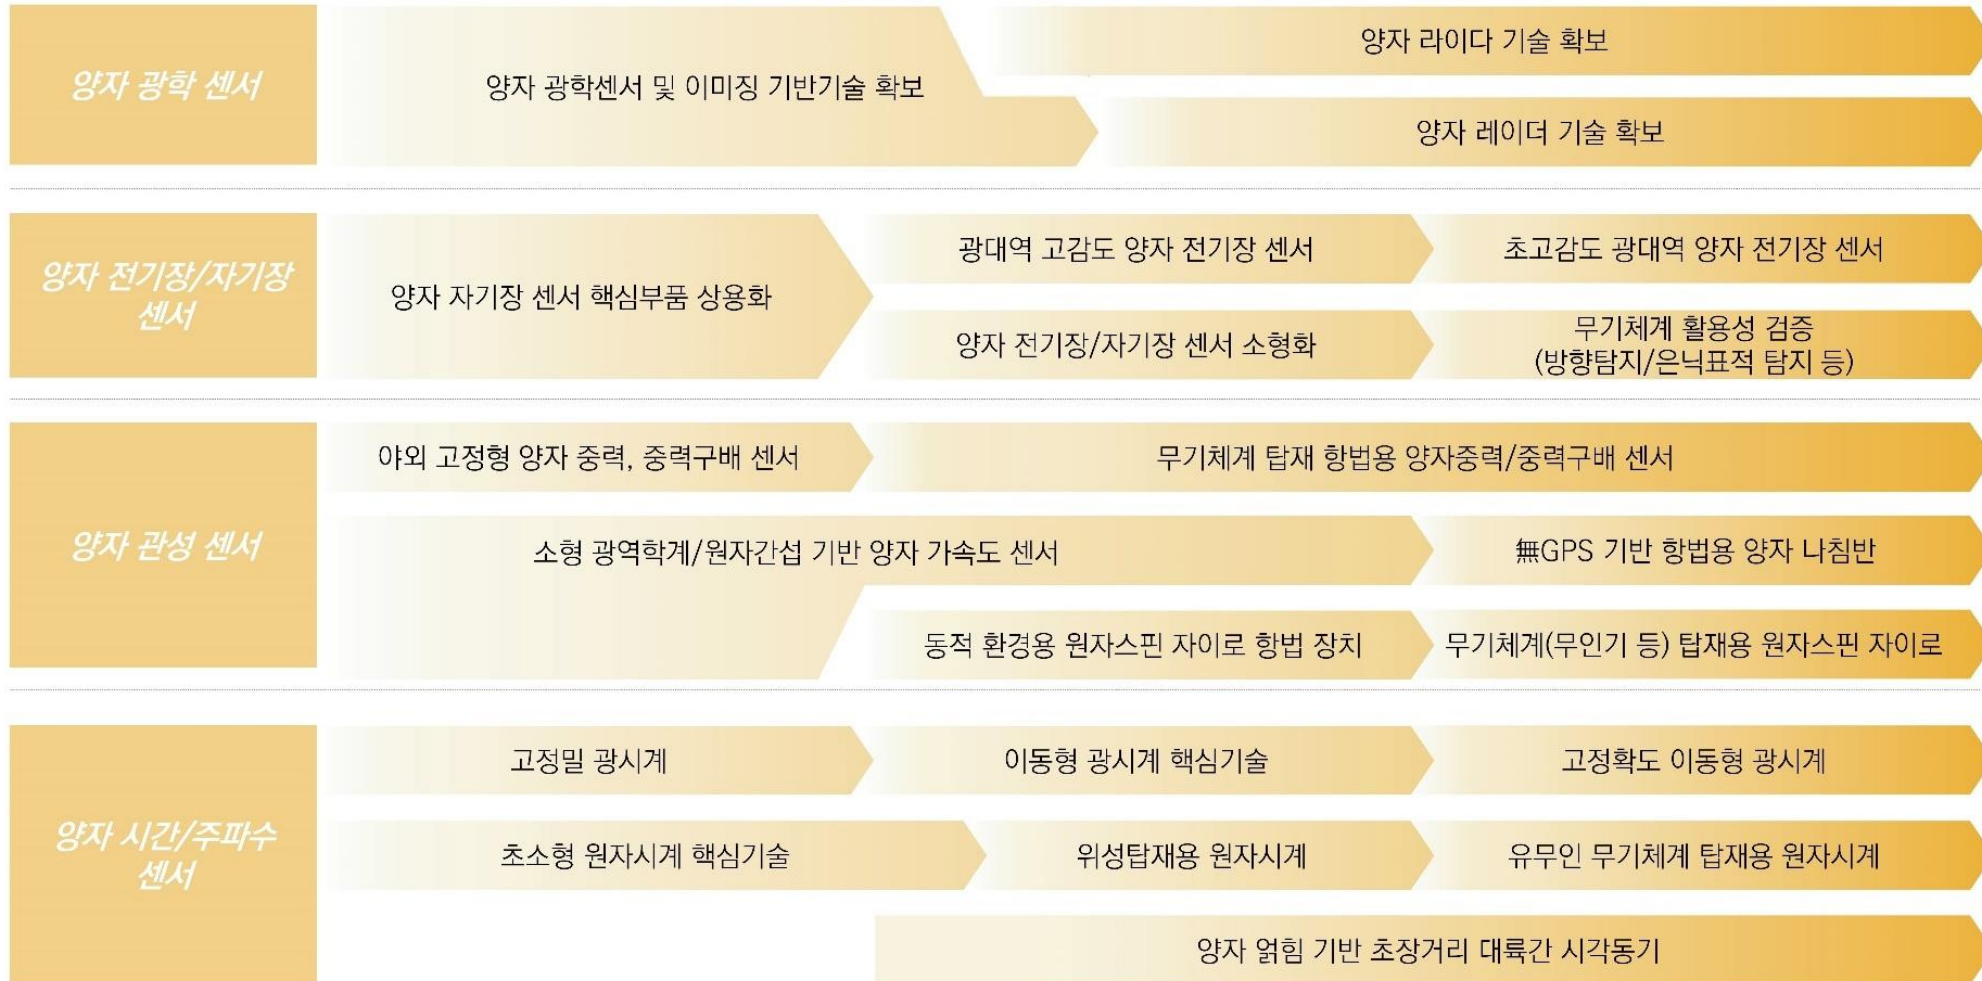 양자 광학 센서
양자 광학센서 및 이미징 기반기술 확보
양자 라이다 기술 확보
양자 레이더 기술 확보
양자 전기장/자기장
센서
양자 자기장 센서 핵심부품 상용화
광대역 고감도 양자 전기장 센서
초고감도 광대역 양자 전기장 센서
양자 전기장/자기장 센서 소형화
무기체계 활용성 검증
(방향탐지/은닉표적 탐지 등)
양자 관성 센서
야외 고정형 양자 중력, 중력구배 센서
무기체계 탑재 항법용 양자중력/중력구배 센서
소형 광역학계/원자간섭 기반 양자 가속도 센서
無GPS 기반 항법용 양자 나침반
동적 환경용 원자스핀 자이로 항법 장치
무기체계(무인기 등) 탑재용 원자스핀 자이로
양자 시간/주파수
센서
고정밀 광시계
이동형 광시계 핵심기술
고정확도 이동형 광시계
초소형 원자시계 핵심기술
위성탑재용 원자시계
유무인 무기체계 탑재용 원자시계
양자 얽힘 기반 초장거리 대륙간 시각동기